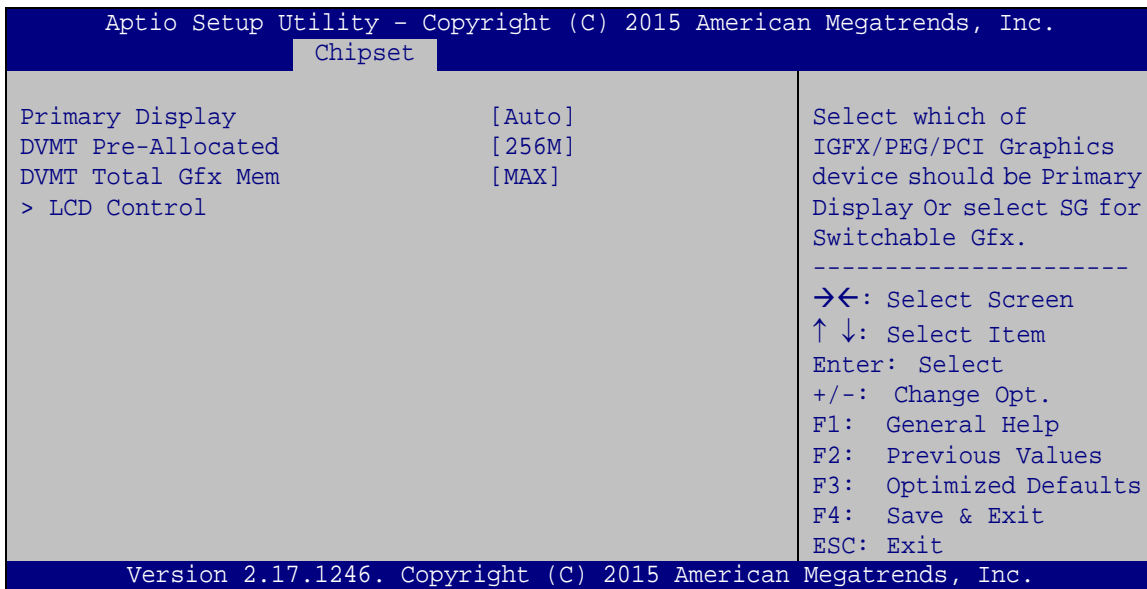 Aptio Setup Utility – Copyright (C) 2015 American Megatrends, Inc.
Chipset
Primary Display [Auto]
DVMT Pre-Allocated [256M]
DVMT Total Gfx Mem [MAX]
> LCD Control
Select which of
IGFX/PEG/PCI Graphics
device should be Primary
Display Or select SG for
Switchable Gfx.
----------------------
→←: Select Screen
↑ ↓: Select Item
Enter: Select
+/-: Change Opt.
F1: General Help
F2: Previous Values
F3: Optimized Defaults
F4: Save & Exit
ESC: Exit
Version 2.17.1246. Copyright (C) 2015 American Megatrends, Inc.